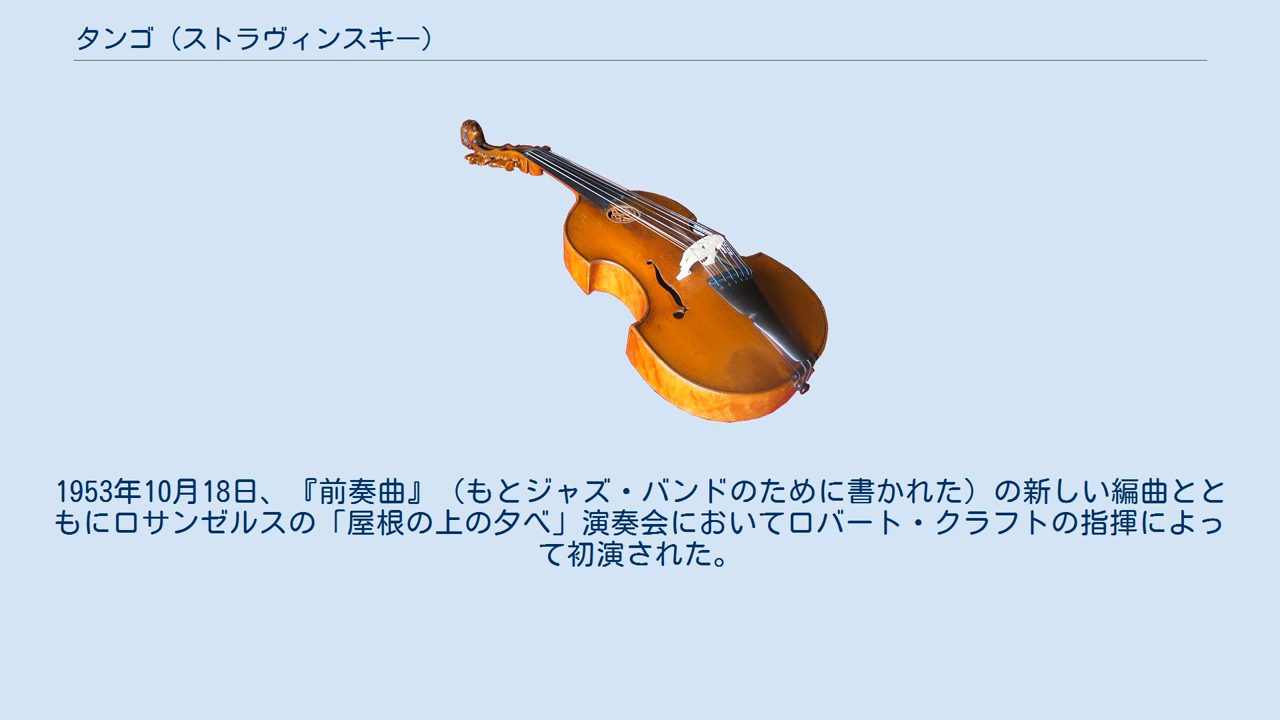 タンゴ（ストラヴィンスキー）
1953年10月18日、『前奏曲』（もとジャズ・バンドのために書かれた）の新しい編曲とと
もにロサンゼルスの「屋根の上の夕べ」演奏会においてロバート・クラフトの指揮によっ
て初演された。